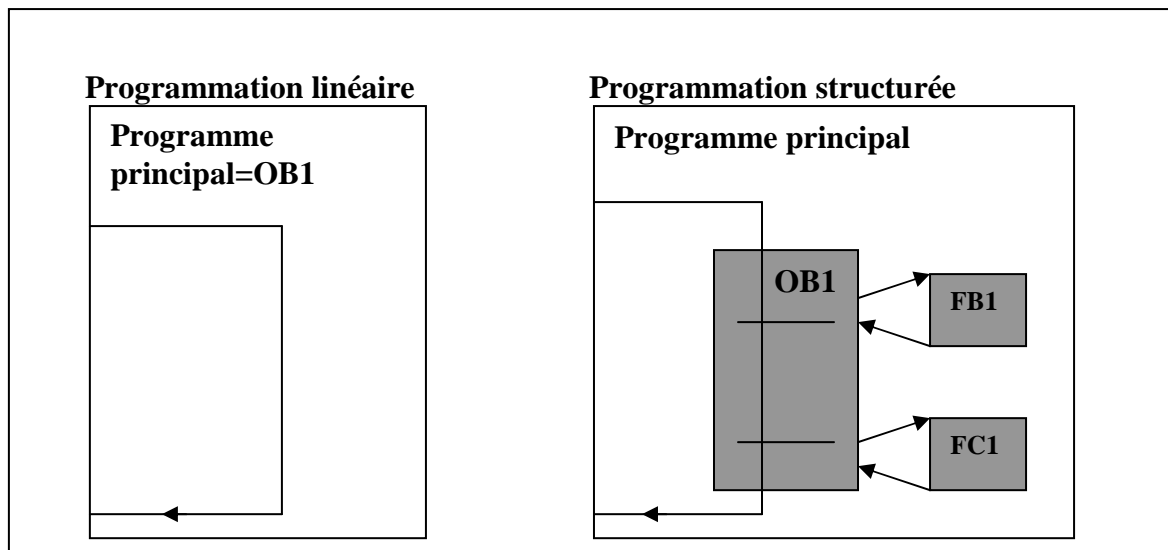 Programmation linéaire
Programme
principal=OB1
Programmation structurée
Programme principal
OB1
FB1
FC1